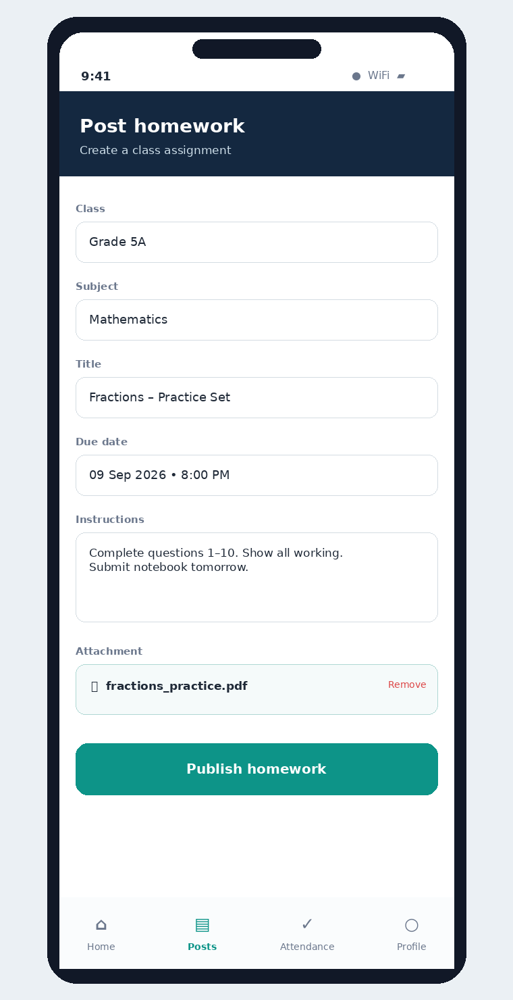 9:41
WiFi
Post homework
Create a class assignment
Class
Grade 5A
Subject
Mathematics
Title
Fractions – Practice Set
Due date
09 Sep 2026 • 8:00 PM
Instructions
Complete questions 1–10. Show all working.
Submit notebook tomorrow.
Attachment
fractions_practice.pdf
Remove
Publish homework
Home
Posts
Attendance
Profile